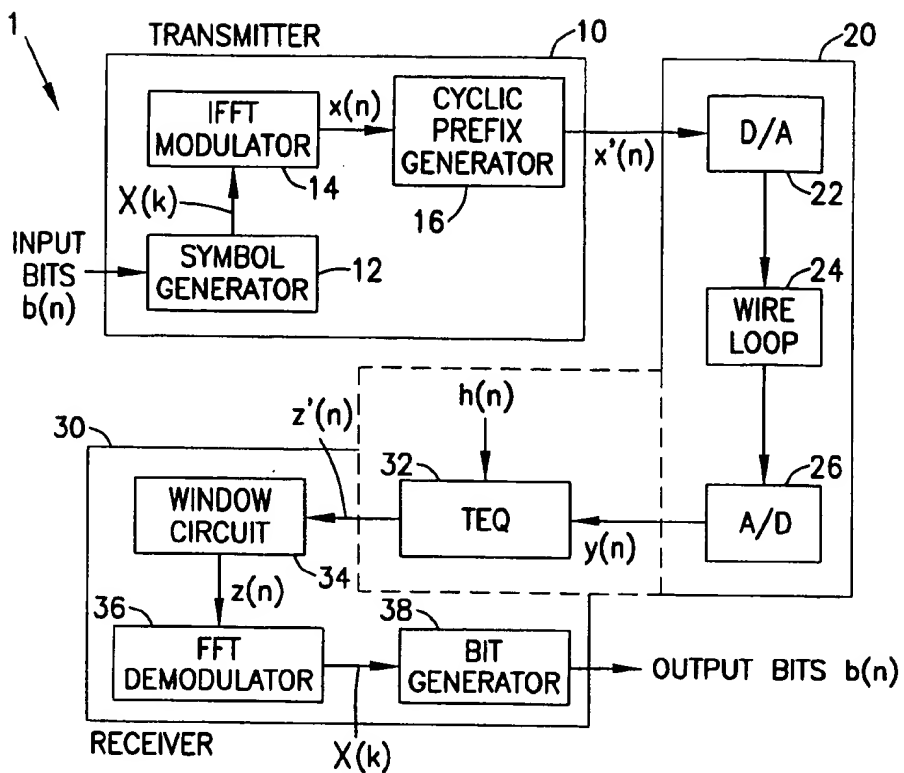 1
TRANSMITTER
10
20
IFFT
MODULATOR
14
x(n)
CYCLIC
PREFIX
GENERATOR
16
x'(n)
D/A
22
X(k)
INPUT
BITS
b(n)
SYMBOL
GENERATOR
12
24
WIRE
LOOP
h(n)
z'(n)
30
32
26
WINDOW
CIRCUIT
34
TEQ
y(n)
A/D
z(n)
36
38
FFT
DEMODULATOR
BIT
GENERATOR
OUTPUT BITS b(n)
RECEIVER
X(k)